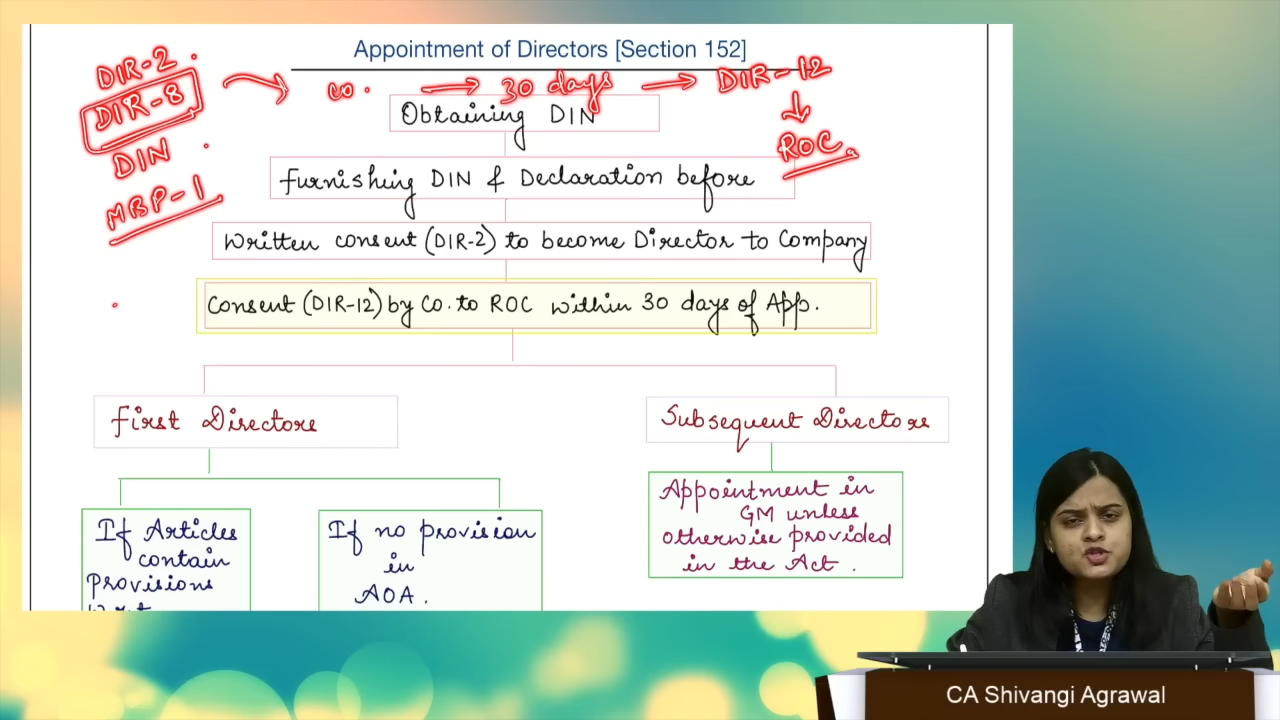 Appointment of Directors [Section 152]
DIR-2
DIR-8
DIN
MBP-1
co.
30 days
DIR-12
ROC
Obtaining DIN
Furnishing DIN & Declaration before
Written consent (DIR-2) to become Director to Company
Consent (DIR-12) by Co. to ROC within 30 days of App.
First Directors
Subsequent Directors
If Articles
contain
Provisions
If no provision
in
AOA.
Appointment in
GM unless
otherwise provided
in the Act.
CA Shivangi Agrawal